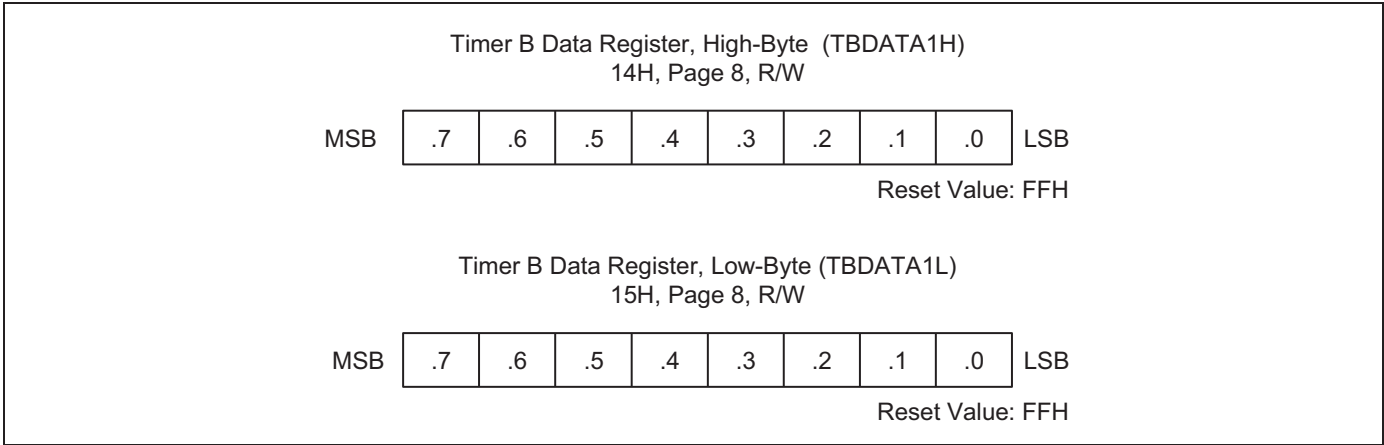 Timer B Data Register, High-Byte (TBDATA1H)
14H, Page 8, R/W
MSB .7 .6 .5 .4 .3 .2 .1 .0 LSB
Reset Value: FFH
Timer B Data Register, Low-Byte (TBDATA1L)
15H, Page 8, R/W
MSB .7 .6 .5 .4 .3 .2 .1 .0 LSB
Reset Value: FFH